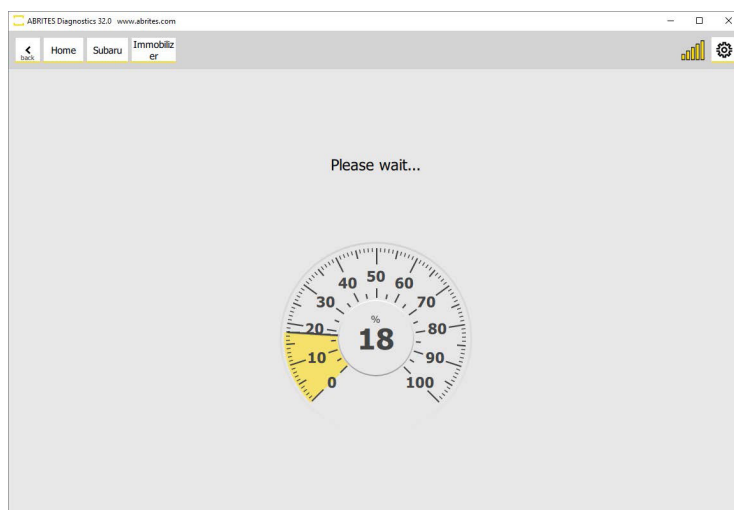 ABRITES Diagnostics 32.0 www.abrites.com
back
Home
Subaru
Immobiliz
er
Please wait...
0
10
20
30
40
50
60
70
80
90
100
%
18